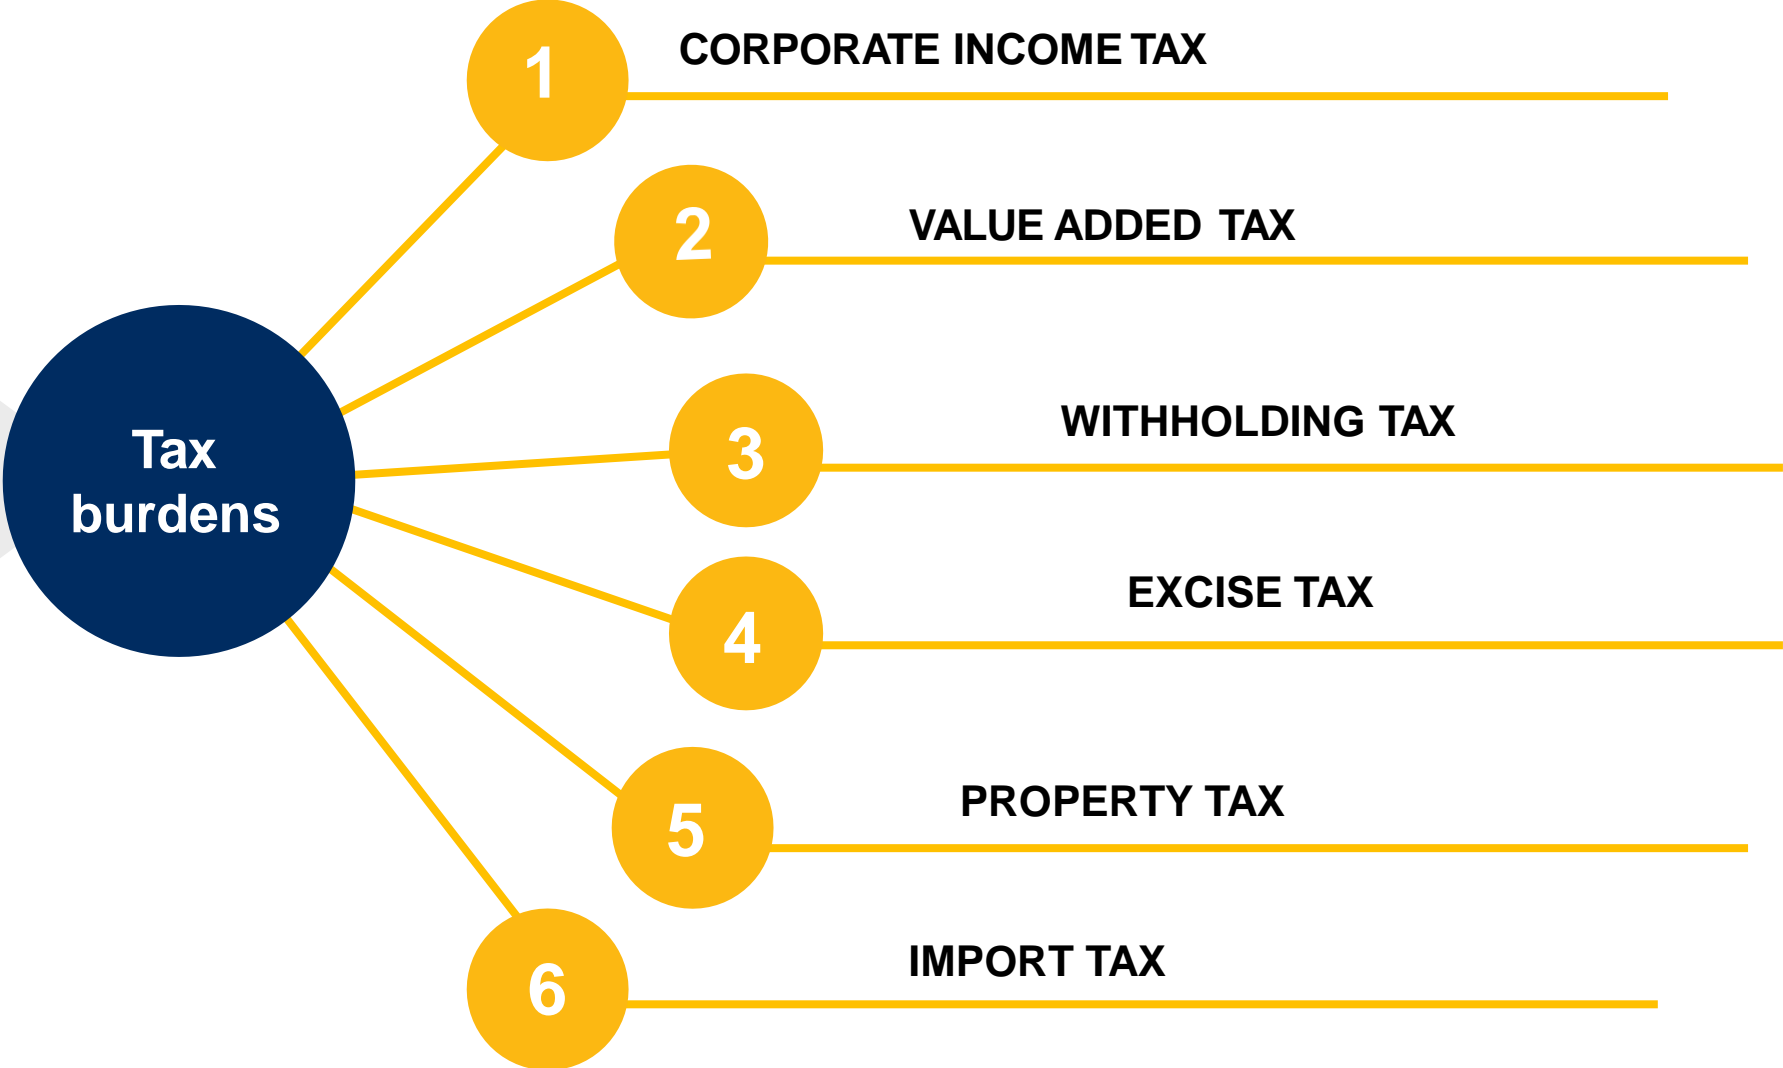 1
CORPORATE INCOME TAX
2
VALUE ADDED TAX
3
WITHHOLDING TAX
Tax
burdens
4
EXCISE TAX
5
PROPERTY TAX
6
IMPORT TAX